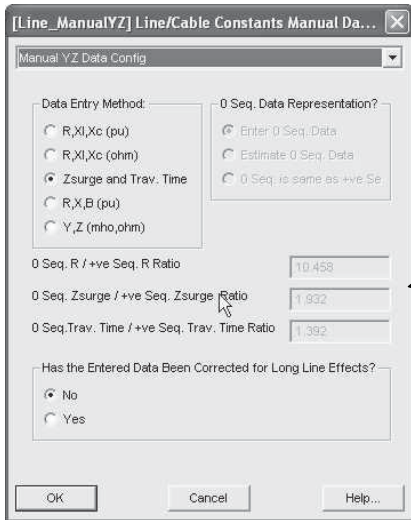 [Line_ManualYZ] Line/Cable Constants Manual Da...
Manual YZ Data Config
Data Entry Method:
R,Xl,Xc (pu)
R,Xl,Xc (ohm)
Zsurge and Trav. Time
R,X,B (pu)
Y,Z (mho,ohm)
0 Seq. Data Representation?
Enter 0 Seq. Data
Estimate 0 Seq. Data
0 Seq. is same as +ve Se
0 Seq. R / +ve Seq. R Ratio 10.458
0 Seq. Zsurge / +ve Seq. Zsurge Ratio 1.932
0 Seq.Trav. Time / +ve Seq. Trav. Time Ratio 1.392
Has the Entered Data Been Corrected for Long Line Effects?
No
Yes
OK Cancel Help...